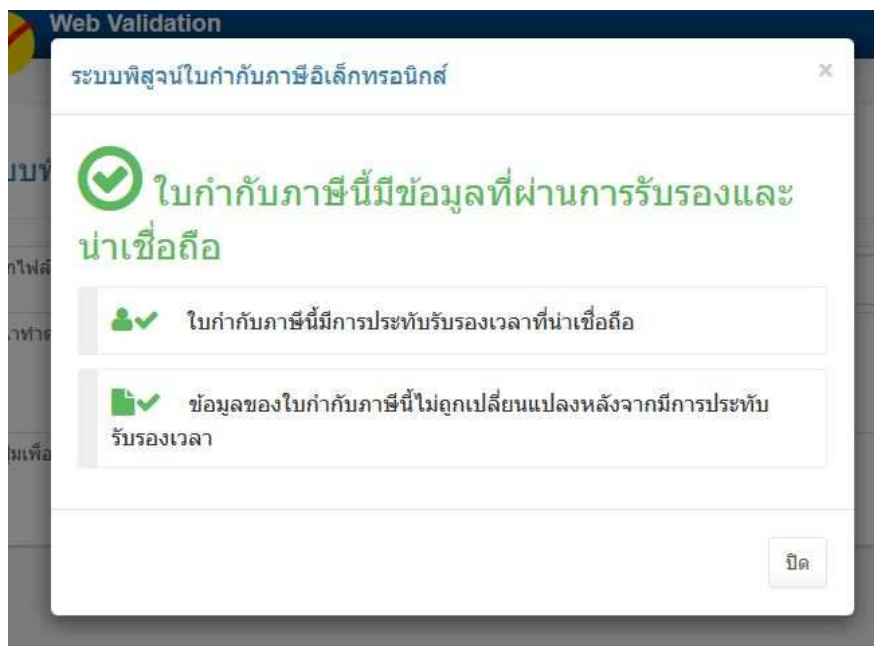 Web Validation
ระบบพิสูจน์ใบกำกับภาษีอิเล็กทรอนิกส์
×
ใบกำกับภาษีนี้มีข้อมูลที่ผ่านการรับรองและ
น่าเชื่อถือ
ใบกำกับภาษีนี้มีการประทับรับรองเวลาที่น่าเชื่อถือ
ข้อมูลของใบกำกับภาษีนี้ไม่ถูกเปลี่ยนแปลงหลังจากมีการประทับ
รับรองเวลา
ปิด